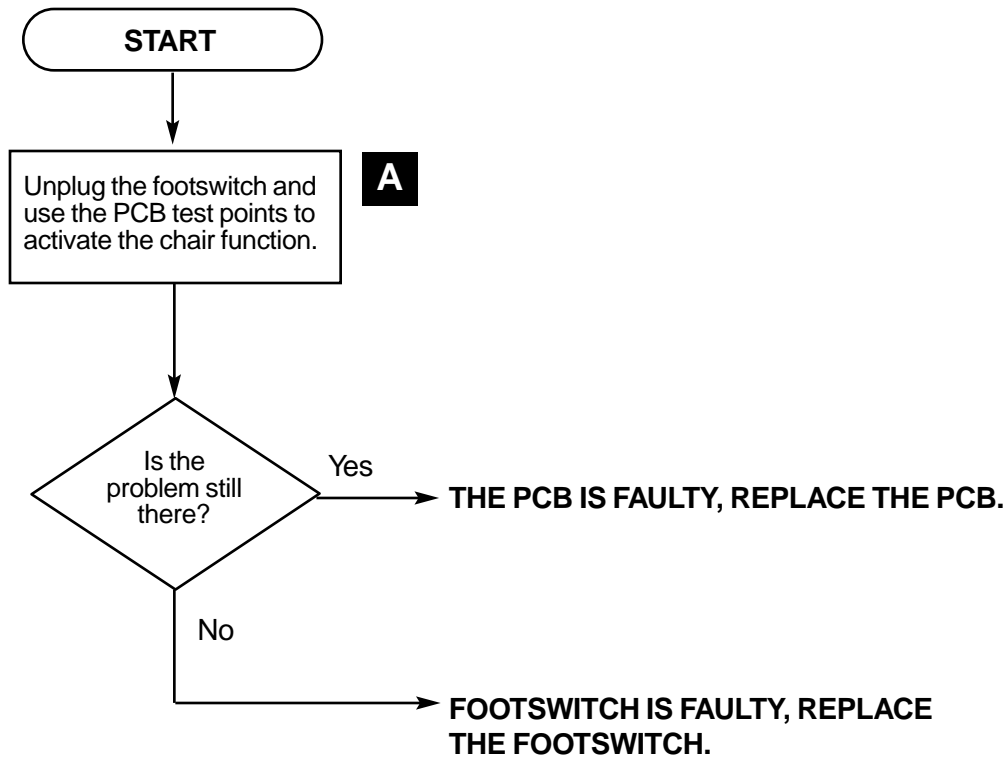 START
Unplug the footswitch and
use the PCB test points to
activate the chair function.
A
Is the
problem still
there?
Yes
THE PCB IS FAULTY, REPLACE THE PCB.
No
FOOTSWITCH IS FAULTY, REPLACE
THE FOOTSWITCH.